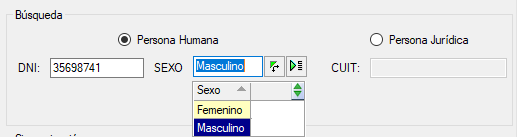 Búsqueda
Persona Humana
Persona Jurídica
DNI: 35698741 SEXO Masculino CUIT:
Sexo
Femenino
Masculino